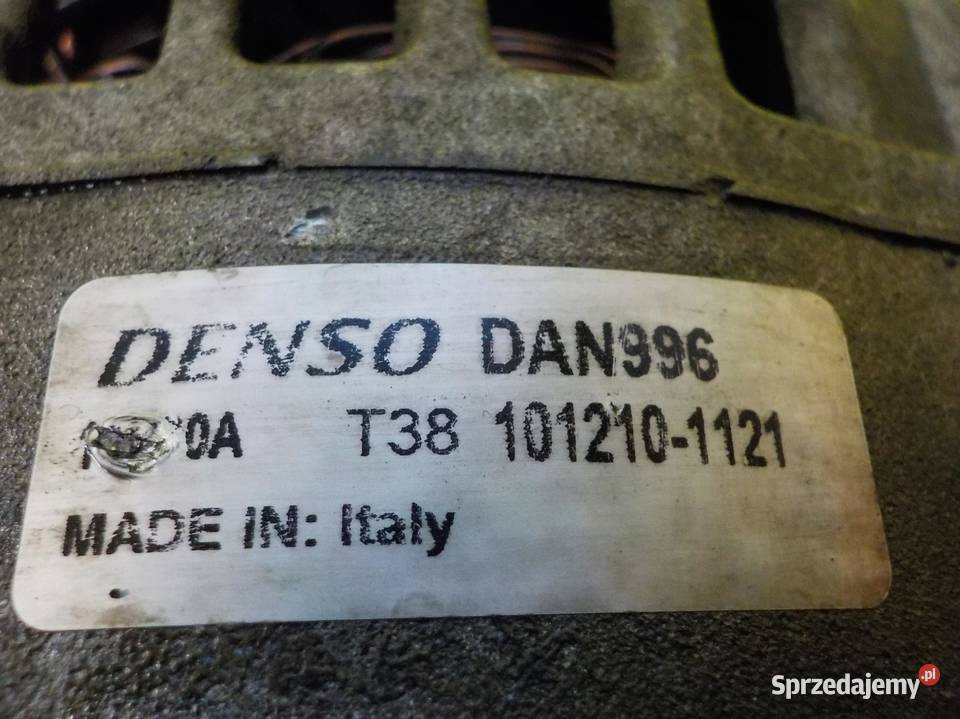 DENSO DAN996
0A T38 101210-1121
MADE IN: Italy
Sprzedajemy.pl